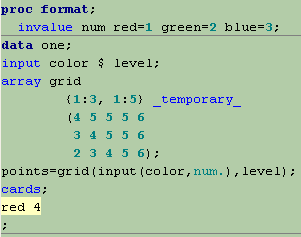 proc format;
invalue num red=1 green=2 blue=3;
data one;
input color $ level;
array grid
{1:3, 1:5} _temporary_
(4 5 5 5 6
3 4 5 5 6
2 3 4 5 6);
points=grid(input(color,num.),level);
cards;
red 4
;